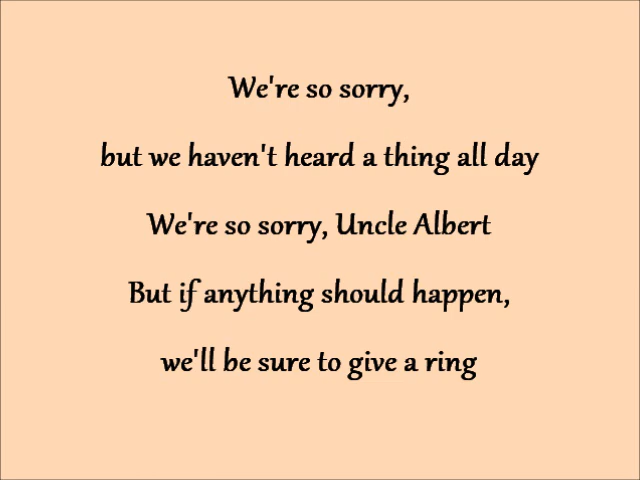 We're so sorry,
but we haven't heard a thing all day
We're so sorry, Uncle Albert
But if anything should happen,
we'll be sure to give a ring